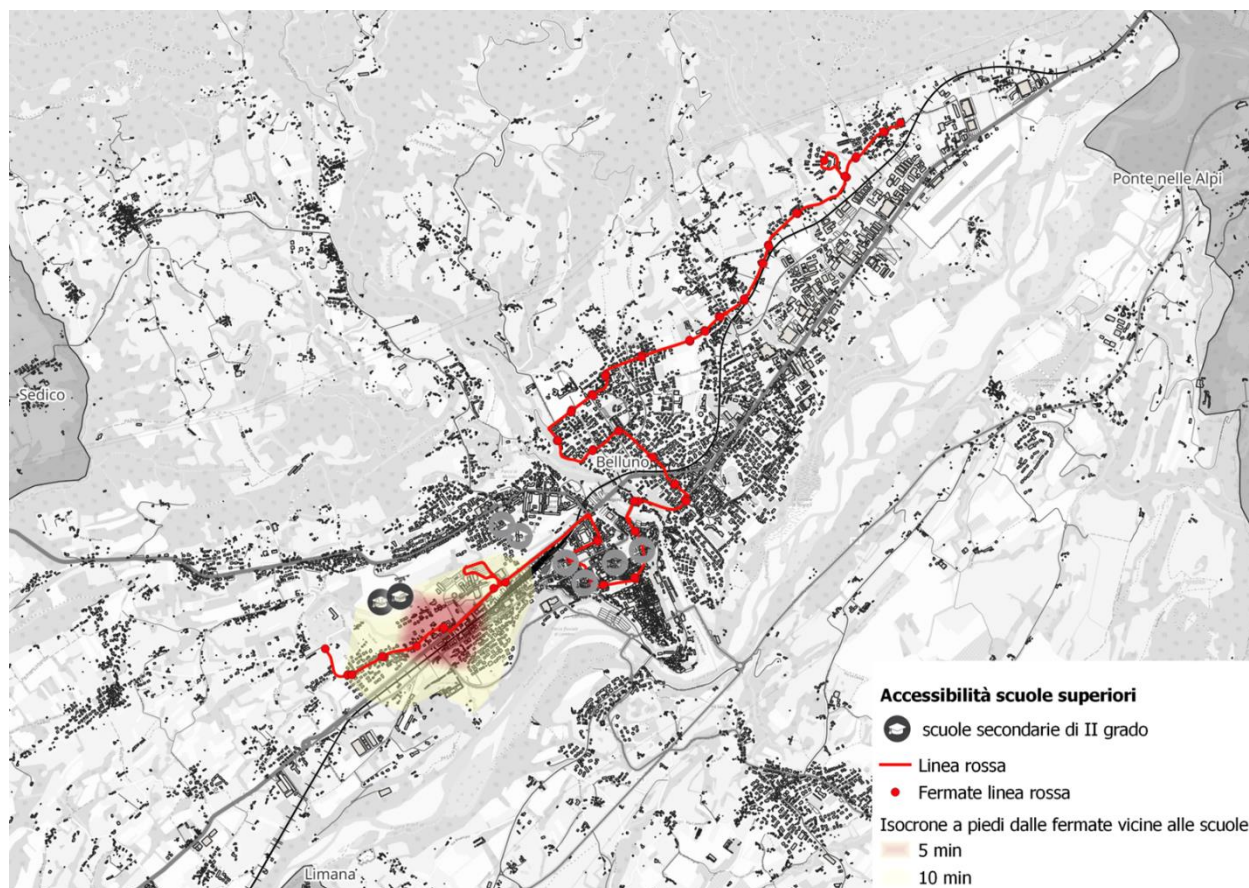 Ponte nelle Alpi
Sedico
Belluno
Limana
Accessibilità scuole superiori
scuole secondarie di II grado
Linea rossa
Fermate linea rossa
Isocrone a piedi dalle fermate vicine alle scuole
5 min
10 min